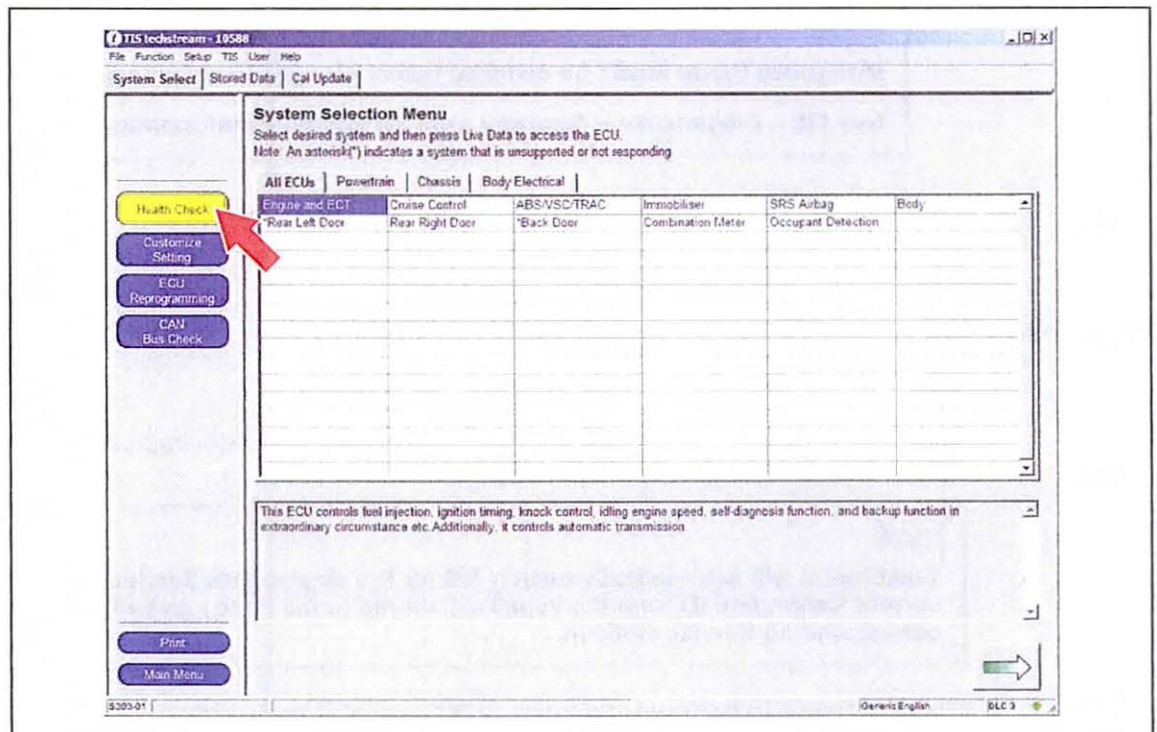 TIS techstream - 10588
File Function Setup TIS User Help
System Select Stored Data Cal Update
System Selection Menu
Select desired system and then press Live Data to access the ECU.
Note: An asterisk(*) indicates a system that is unsupported or not responding
All ECUs Powertrain Chassis Body Electrical
Engine and ECT Cruise Control ABS/VSC/TRAC Immobiliser SRS Airbag Body
*Rear Left Door Rear Right Door *Back Door Combination Meter Occupant Detection
Health Check
Customize
Setting
ECU
Reprogramming
CAN
Bus Check
This ECU controls fuel injection, ignition timing, knock control, idling engine speed, self-diagnosis function, and backup function in
extraordinary circumstance etc. Additionally, it controls automatic transmission.
Print
Main Menu
S303-01 Generic English DLC 3